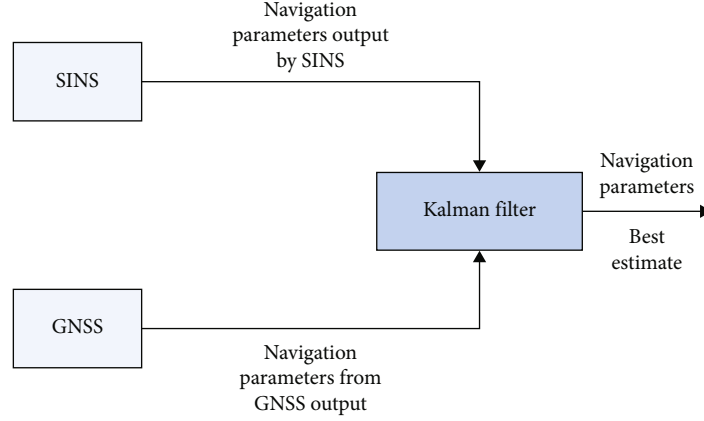 Navigation
parameters output
by SINS
SINS
Kalman filter
Navigation
parameters
Best
estimate
GNSS
Navigation
parameters from
GNSS output